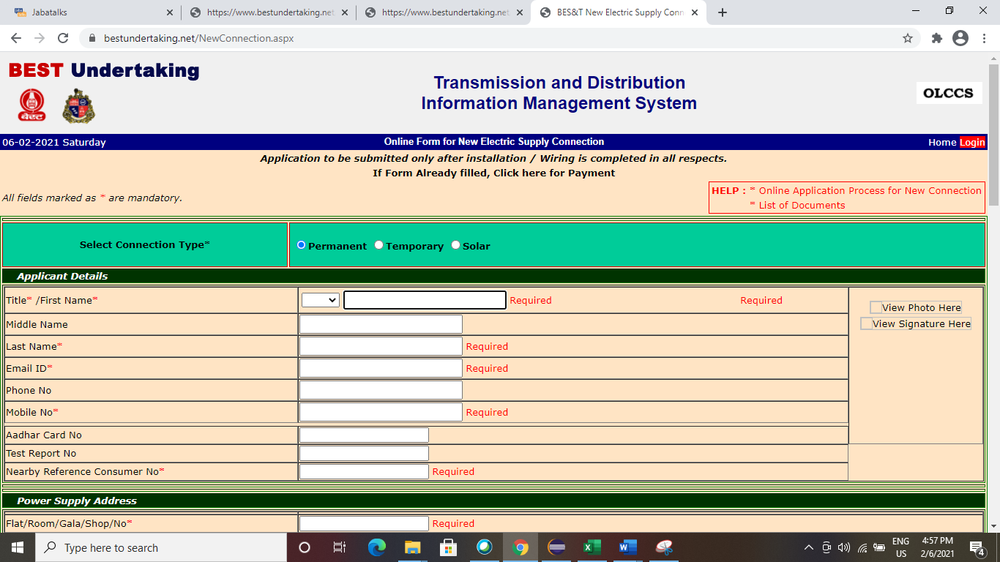 Jabatalks
https://www.bestundertaking.net
https://www.bestundertaking.net
BES&T New Electric Supply Conn
bestundertaking.net/NewConnection.aspx
BEST Undertaking
Transmission and Distribution
Information Management System
OLCCS
बेस्ट
06-02-2021 Saturday
Online Form for New Electric Supply Connection
Home Login
Application to be submitted only after installation / Wiring is completed in all respects.
If Form Already filled, Click here for Payment
All fields marked as * are mandatory.
HELP : * Online Application Process for New Connection
* List of Documents
Select Connection Type*
Permanent Temporary Solar
Applicant Details
Title* /First Name* Required Required
View Photo Here
View Signature Here
Middle Name
Last Name* Required
Email ID* Required
Phone No
Mobile No* Required
Aadhar Card No
Test Report No
Nearby Reference Consumer No* Required
Power Supply Address
Flat/Room/Gala/Shop/No* Required
Type here to search
ENG
US
4:57 PM
2/6/2021
4